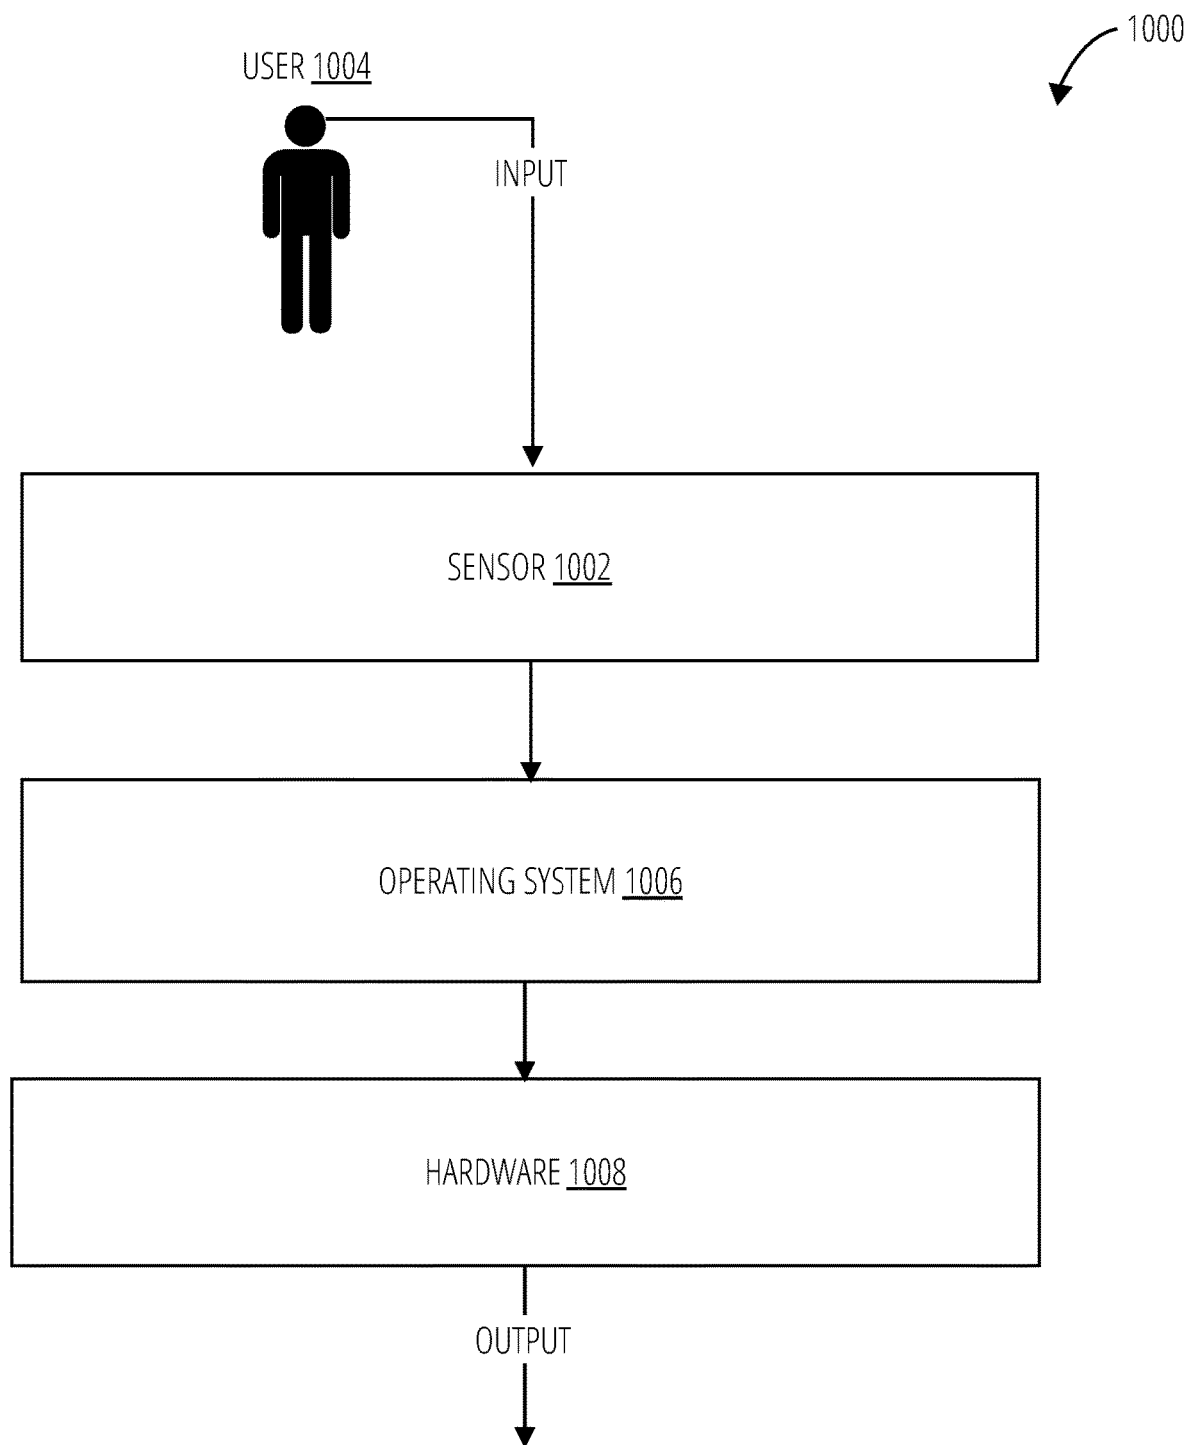 1000
USER 1004
INPUT
SENSOR 1002
OPERATING SYSTEM 1006
HARDWARE 1008
OUTPUT